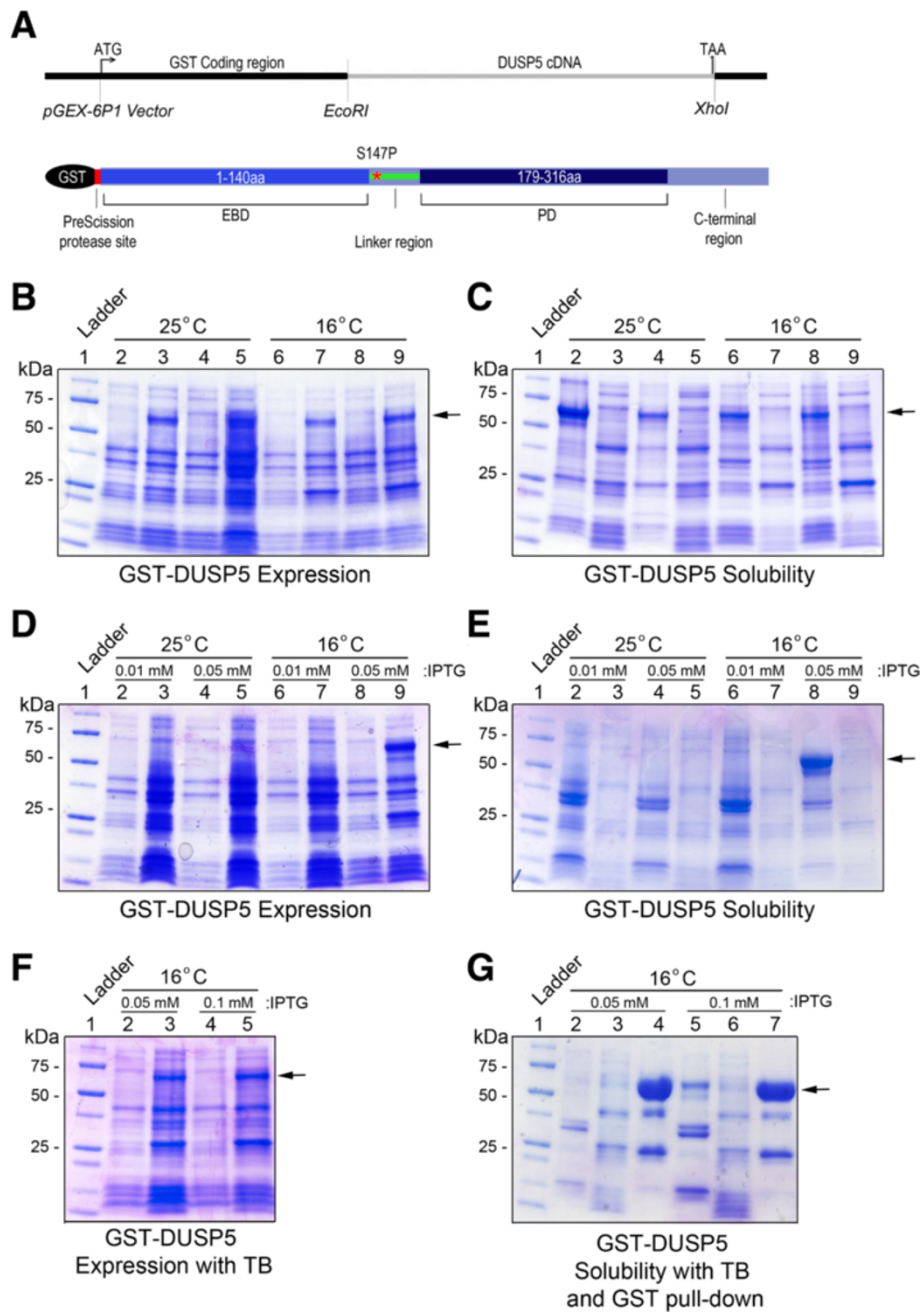 A
ATG
GST Coding region
DUSP5 cDNA
TAA
pGEX-6P1 Vector
EcoRI
XhoI
S147P
GST
1-140aa
179-316aa
PreScission
protease site
EBD
Linker region
PD
C-terminal
region
B
Ladder
25°C
16°C
1 2 3 4 5 6 7 8 9
kDa
75 -
50 -
25 -
GST-DUSP5 Expression
C
Ladder
25°C
16°C
1 2 3 4 5 6 7 8 9
kDa
75 -
50 -
25 -
GST-DUSP5 Solubility
D
Ladder
25°C
16°C
0.01 mM 0.05 mM 0.01 mM 0.05 mM :IPTG
1 2 3 4 5 6 7 8 9
kDa
75 -
50 -
25 -
GST-DUSP5 Expression
E
Ladder
25°C
16°C
0.01 mM 0.05 mM 0.01 mM 0.05 mM :IPTG
1 2 3 4 5 6 7 8 9
kDa
75 -
50 -
25 -
GST-DUSP5 Solubility
F
Ladder
16°C
0.05 mM 0.1 mM :IPTG
1 2 3 4 5
kDa
75 -
50 -
25 -
GST-DUSP5
Expression with TB
G
Ladder
16°C
0.05 mM 0.1 mM :IPTG
1 2 3 4 5 6 7
kDa
75 -
50 -
25 -
GST-DUSP5
Solubility with TB
and GST pull-down